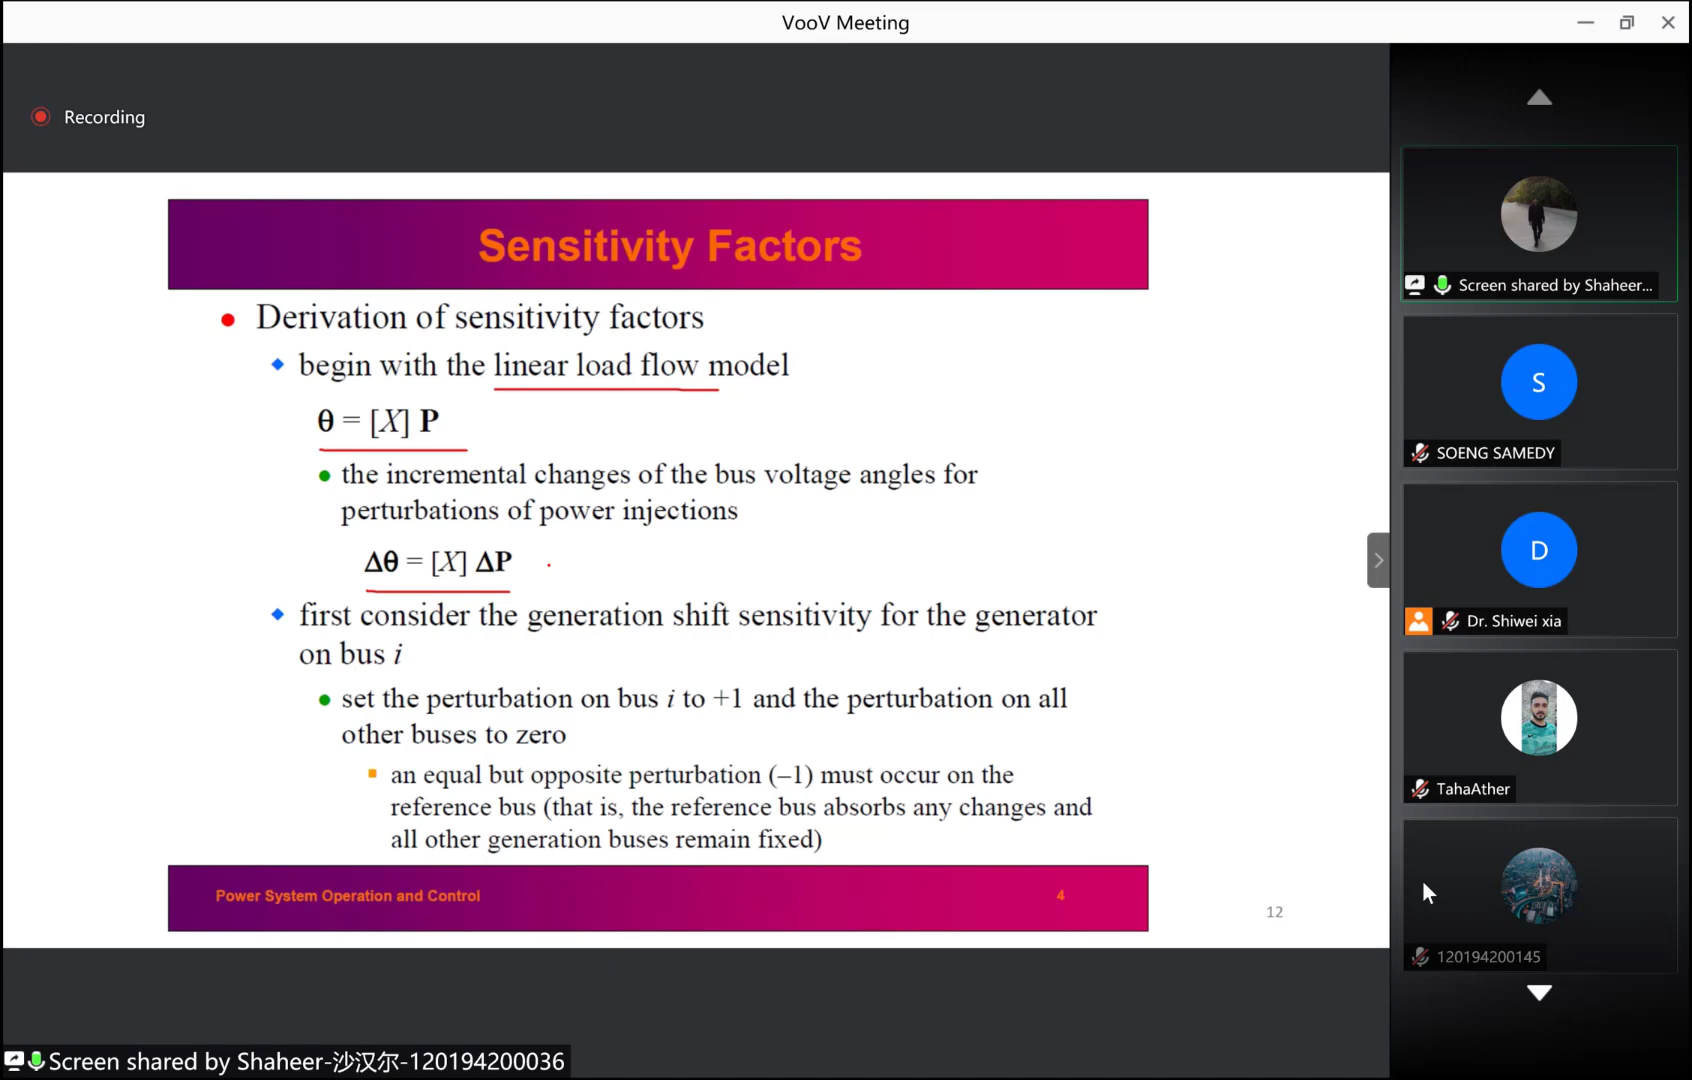 VooV Meeting
Recording
Sensitivity Factors
Derivation of sensitivity factors
begin with the linear load flow model
θ = [X] P
the incremental changes of the bus voltage angles for
perturbations of power injections
Δθ = [X] ΔP
first consider the generation shift sensitivity for the generator
on bus i
set the perturbation on bus i to +1 and the perturbation on all
other buses to zero
an equal but opposite perturbation (–1) must occur on the
reference bus (that is, the reference bus absorbs any changes and
all other generation buses remain fixed)
Power System Operation and Control
4
12
Screen shared by Shaheer...
S
SOENG SAMEDY
D
Dr. Shiwei xia
TahaAther
120194200145
Screen shared by Shaheer-沙汉尔-120194200036